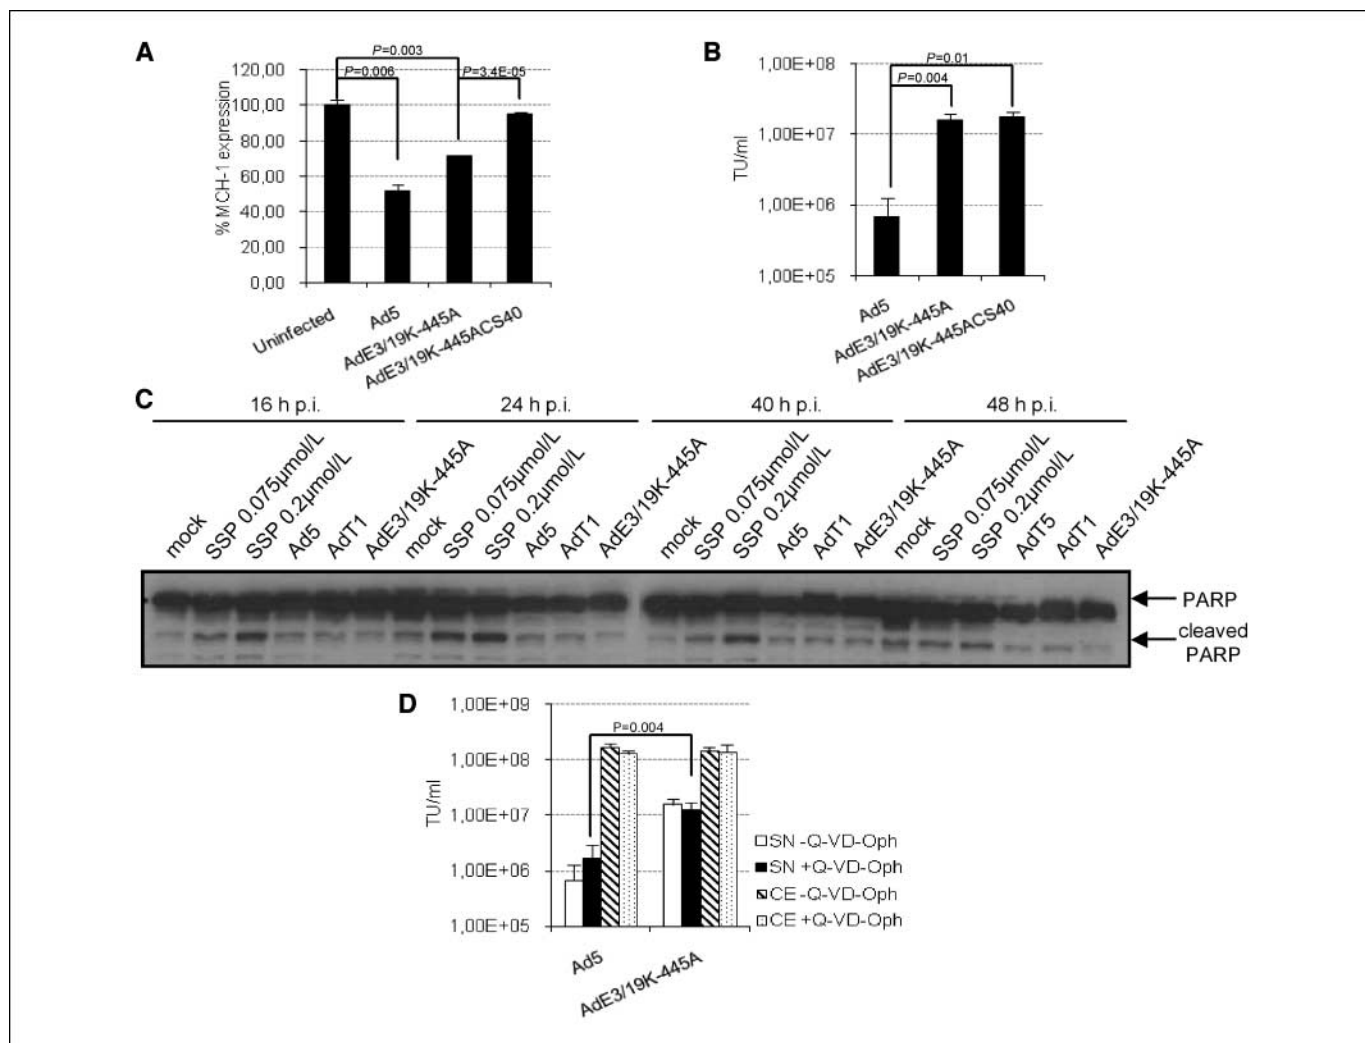 A
P=0.003
P=0.006
P=3.4E-05
% MCH-1 expression
120,00
100,00
80,00
60,00
40,00
20,00
0,00
Uninfected
Ad5
AdE3/19K-445A
AdE3/19K-445ACS40
B
P=0.01
P=0.004
TU/ml
1,00E+08
1,00E+07
1,00E+06
1,00E+05
Ad5
AdE3/19K-445A
AdE3/19K-445ACS40
C
16 h p.i.
24 h p.i.
40 h p.i.
48 h p.i.
mock
SSP 0.075µmol/L
SSP 0.2µmol/L
Ad5
AdT1
AdE3/19K-445A
mock
SSP 0.075µmol/L
SSP 0.2µmol/L
Ad5
AdT1
AdE3/19K-445A
mock
SSP 0.075µmol/L
SSP 0.2µmol/L
Ad5
AdT1
AdE3/19K-445A
mock
SSP 0.075µmol/L
SSP 0.2µmol/L
AdT5
AdT1
AdE3/19K-445A
PARP
cleaved
PARP
D
P=0.004
TU/ml
1,00E+09
1,00E+08
1,00E+07
1,00E+06
1,00E+05
Ad5
AdE3/19K-445A
SN -Q-VD-Oph
SN +Q-VD-Oph
CE -Q-VD-Oph
CE +Q-VD-Oph